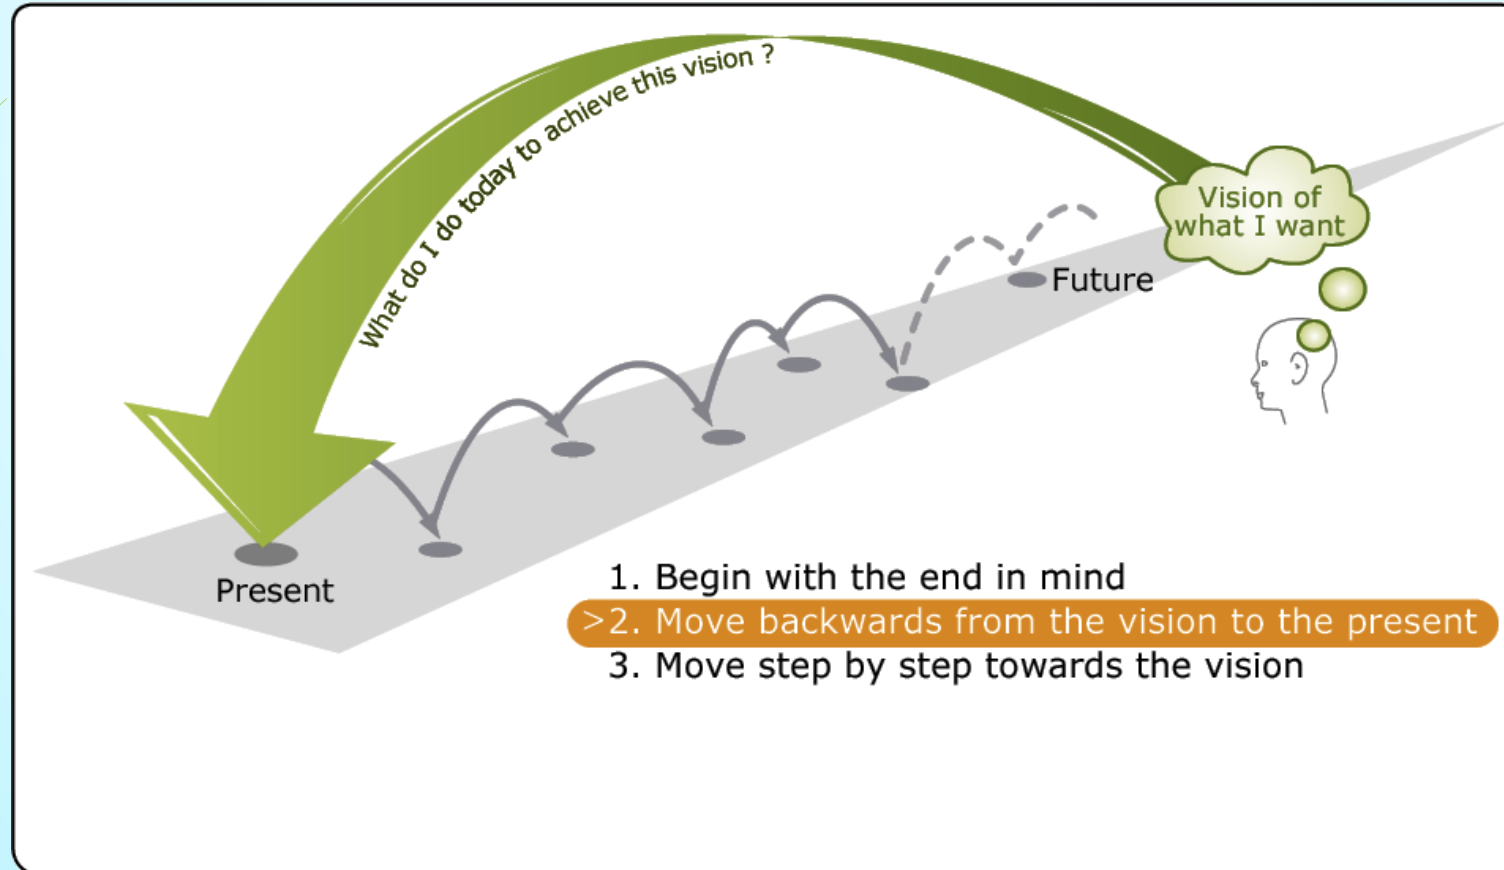 What do I do today to achieve this vision ?
Vision of
what I want
Future
Present
1. Begin with the end in mind
>2. Move backwards from the vision to the present
3. Move step by step towards the vision